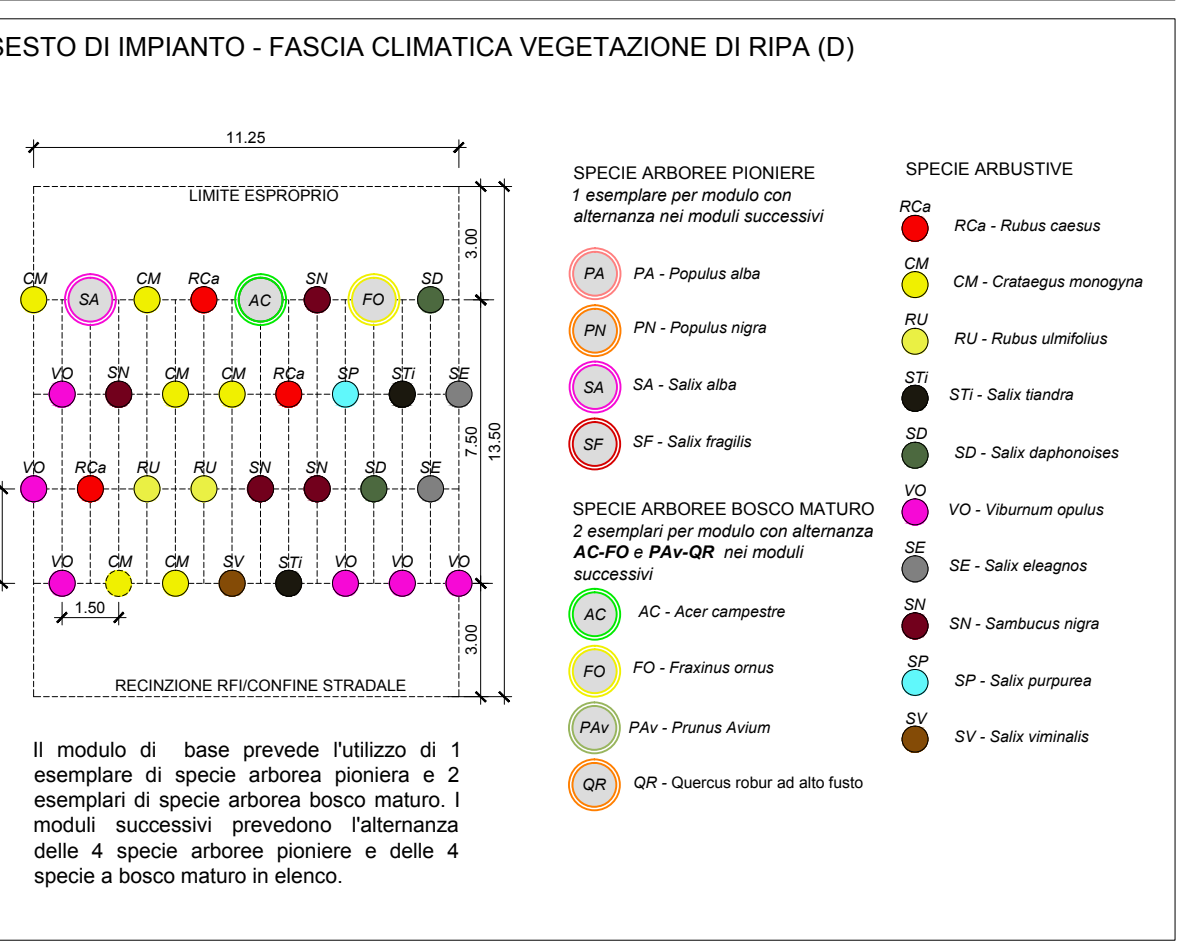 SESTO DI IMPIANTO - FASCIA CLIMATICA VEGETAZIONE DI RIPA (D)
11.25
LIMITE ESPROPRIO
3.00
CM SA CM RCa AC SN FO SD
VO SN CM CM RCa SP STi SE
7.50
13.50
VO RCa RU RU SN SN SD SE
VO CM CM SV STi VO VO VO
1.50
3.00
RECINZIONE RFI/CONFINE STRADALE
Il modulo di base prevede l'utilizzo di 1
esemplare di specie arborea pioniera e 2
esemplari di specie arborea bosco maturo. I
moduli successivi prevedono l'alternanza
delle 4 specie arboree pioniere e delle 4
specie a bosco maturo in elenco.
SPECIE ARBOREE PIONIERE
1 esemplare per modulo con
alternanza nei moduli successivi
PA PA - Populus alba
PN PN - Populus nigra
SA SA - Salix alba
SF SF - Salix fragilis
SPECIE ARBOREE BOSCO MATURO
2 esemplari per modulo con alternanza
AC-FO e PAv-QR nei moduli
successivi
AC AC - Acer campestre
FO FO - Fraxinus ornus
PAv PAv - Prunus Avium
QR QR - Quercus robur ad alto fusto
SPECIE ARBUSTIVE
RCa RCa - Rubus caesus
CM CM - Crataegus monogyna
RU RU - Rubus ulmifolius
STi STi - Salix tiandra
SD SD - Salix daphonoises
VO VO - Viburnum opulus
SE SE - Salix eleagnos
SN SN - Sambucus nigra
SP SP - Salix purpurea
SV SV - Salix viminalis